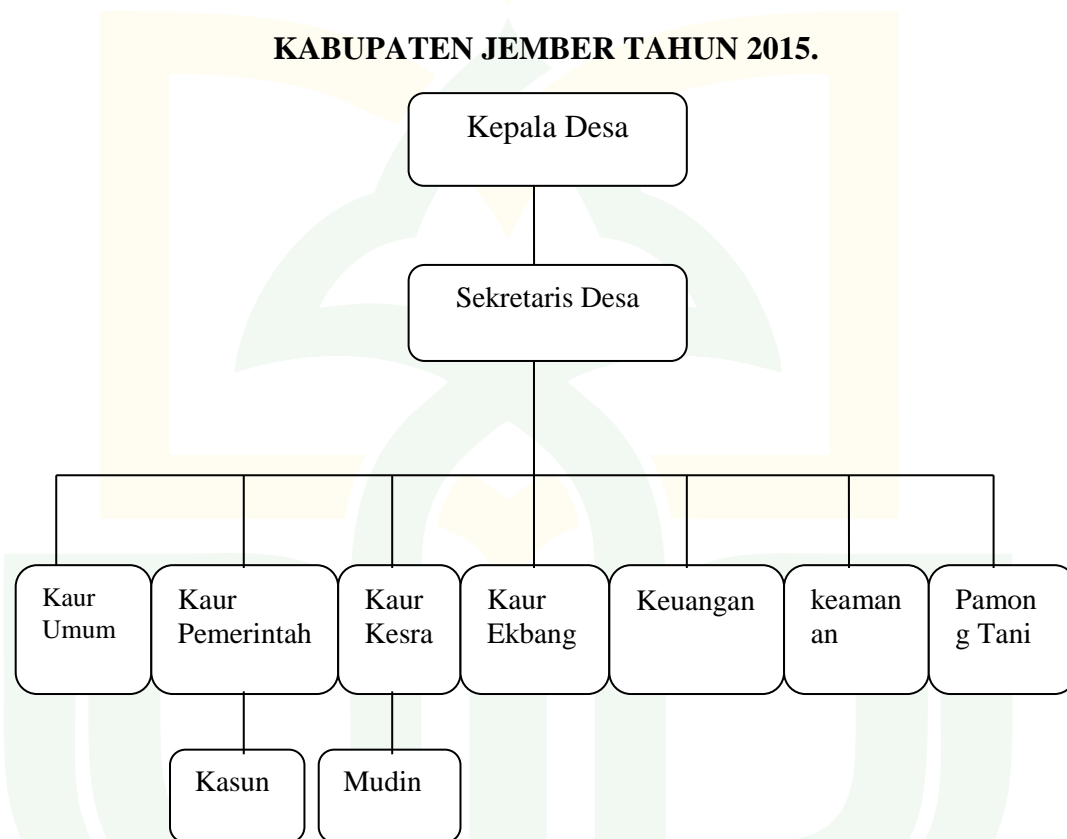 KABUPATEN JEMBER TAHUN 2015.
Kepala Desa
Sekretaris Desa
Kaur
Umum
Kaur
Pemerintah
Kaur
Kesra
Kaur
Ekbang
Keuangan
keaman
an
Pamon
g Tani
Kasun
Mudin